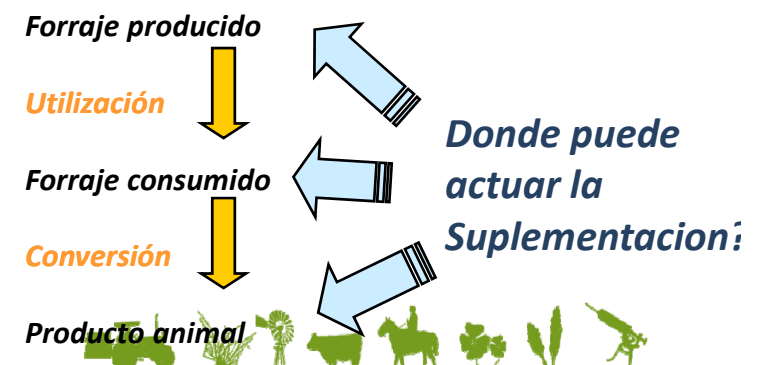 Forraje producido
Utilización
Forraje consumido
Conversión
Producto animal
Donde puede
actuar la
Suplementacion?